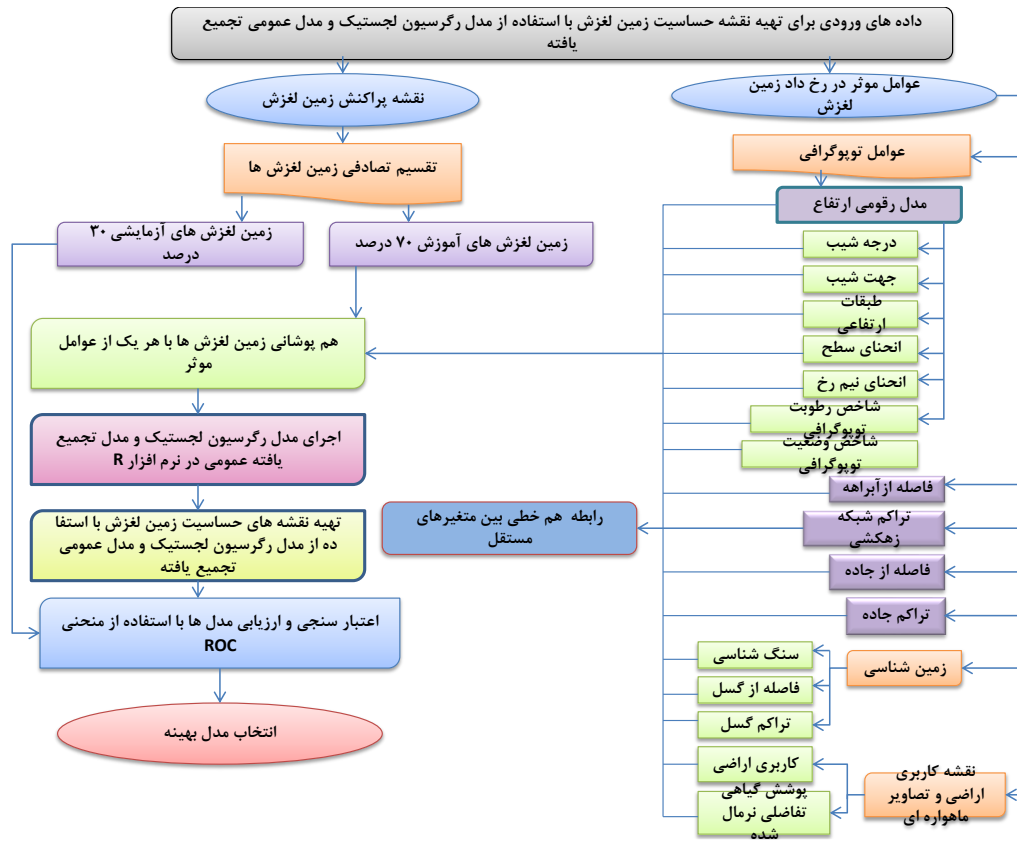 داده های ورودی برای تهیه نقشه حساسیت زمین لغزش با استفاده از مدل رگرسیون لجستیک و مدل عمومی تجمیع
یافته
عوامل موثر در رخ داد زمین
لغزش
نقشه پراکنش زمین لغزش
عوامل توپوگرافی
تقسیم تصادفی زمین لغزش ها
مدل رقومی ارتفاع
زمین لغزش های آموزش ۷۰ درصد
زمین لغزش های آزمایشی ۳۰
درصد
درجه شیب
جهت شیب
طبقات
ارتفاعی
انحنای سطح
انحنای نیم رخ
شاخص رطوبت
توپوگرافی
شاخص وضعیت
توپوگرافی
هم پوشانی زمین لغزش ها با هر یک از عوامل
موثر
اجرای مدل رگرسیون لجستیک و مدل تجمیع
یافته عمومی در نرم افزار R
فاصله از آبراهه
تراکم شبکه
زهکشی
فاصله از جاده
تراکم جاده
رابطه هم خطی بین متغیرهای
مستقل
تهیه نقشه های حساسیت زمین لغزش با استفا
ده از مدل رگرسیون لجستیک و مدل عمومی
تجمیع یافته
اعتبار سنجی و ارزیابی مدل ها با استفاده از منحنی
ROC
زمین شناسی
سنگ شناسی
فاصله از گسل
تراکم گسل
انتخاب مدل بهینه
نقشه کاربری
اراضی و تصاویر
ماهواره ای
کاربری اراضی
پوشش گیاهی
تفاضلی نرمال
شده